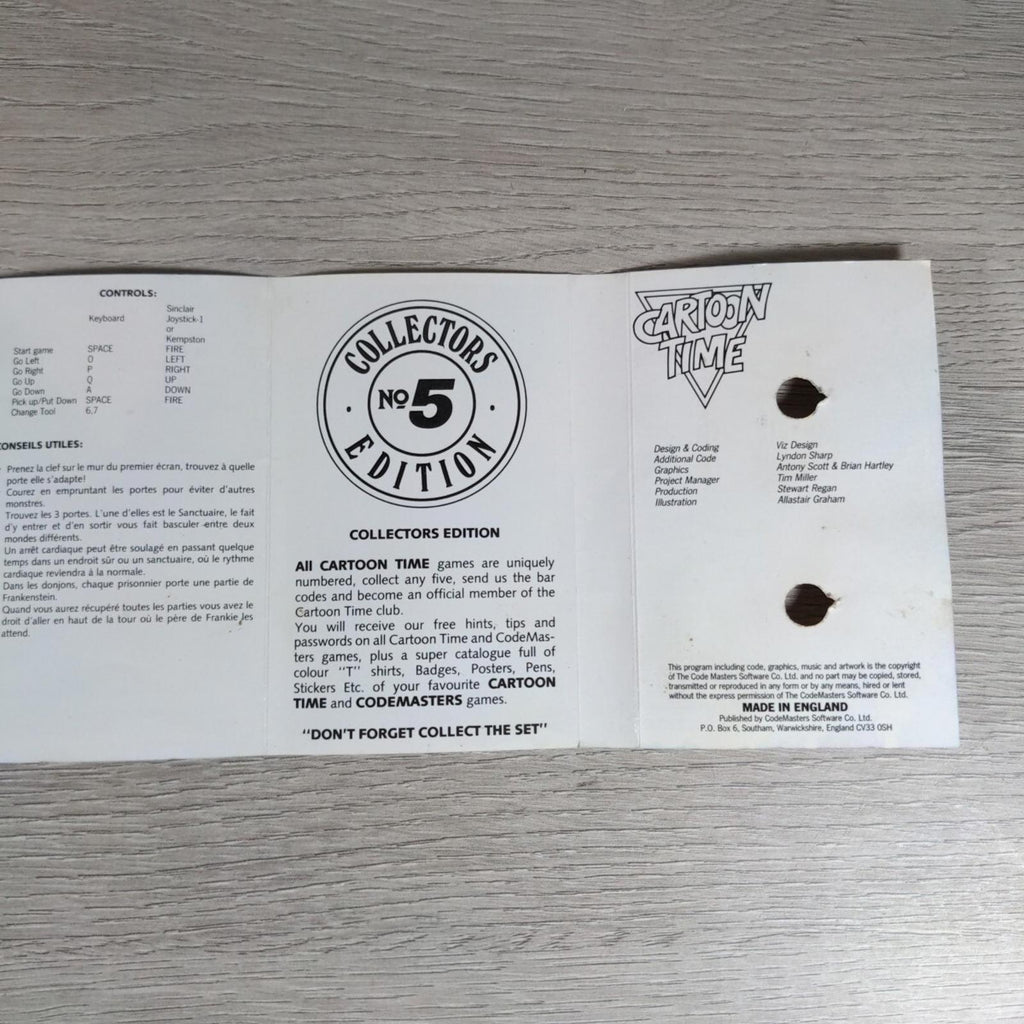 CONTROLS:
Keyboard
Sinclair
Joystick-1
or
Kempston
Start game SPACE FIRE
Go Left O LEFT
Go Right P RIGHT
Go Up Q UP
Go Down A DOWN
Pick up/Put Down SPACE FIRE
Change Tool 6,7
ONSEILS UTILES:
Prenez la clef sur le mur du premier écran, trouvez à quelle
porte elle s'adapte!
Courez en empruntant les portes pour éviter d'autres
monstres.
Trouvez les 3 portes. L'une d'elles est le Sanctuaire, le fait
d'y entrer et d'en sortir vous fait basculer entre deux
mondes différents.
Un arrêt cardiaque peut être soulagé en passant quelque
temps dans un endroit sûr ou un sanctuaire, où le rythme
cardiaque reviendra à la normale.
Dans les donjons, chaque prisonnier porte une partie de
Frankenstein.
Quand vous aurez récupéré toutes les parties vous avez le
droit d'aller en haut de la tour où le père de Frankie les
attend.
COLLECTORS
No 5
EDITION
COLLECTORS EDITION
All CARTOON TIME games are uniquely
numbered, collect any five, send us the bar
codes and become an official member of the
Cartoon Time club.
You will receive our free hints, tips and
passwords on all Cartoon Time and CodeMas-
ters games, plus a super catalogue full of
colour "T" shirts, Badges, Posters, Pens,
Stickers Etc. of your favourite CARTOON
TIME and CODEMASTERS games.
"DON'T FORGET COLLECT THE SET"
CARTOON
TIME
Design & Coding Viz Design
Additional Code Lyndon Sharp
Graphics Antony Scott & Brian Hartley
Project Manager Tim Miller
Production Stewart Regan
Illustration Allastair Graham
This program including code, graphics, music and artwork is the copyright
of The Code Masters Software Co. Ltd. and no part may be copied, stored,
transmitted or reproduced in any form or by any means, hired or lent
without the express permission of The CodeMasters Software Co. Ltd.
MADE IN ENGLAND
Published by CodeMasters Software Co. Ltd.
P.O. Box 6, Southam, Warwickshire, England CV33 0SH